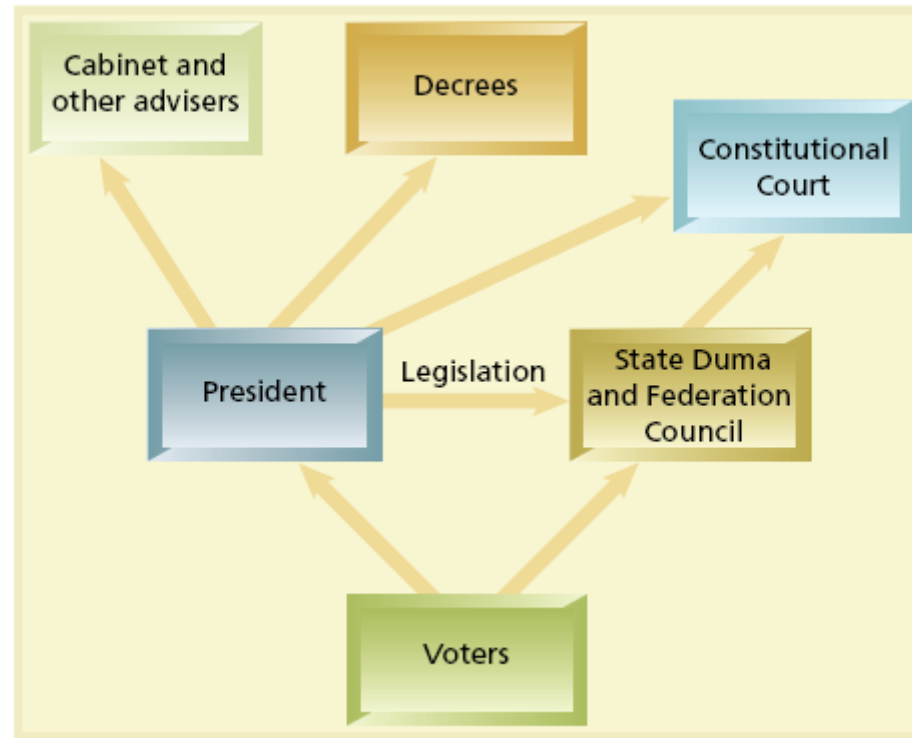 Cabinet and
other advisers
Decrees
Constitutional
Court
President
Legislation
State Duma
and Federation
Council
Voters